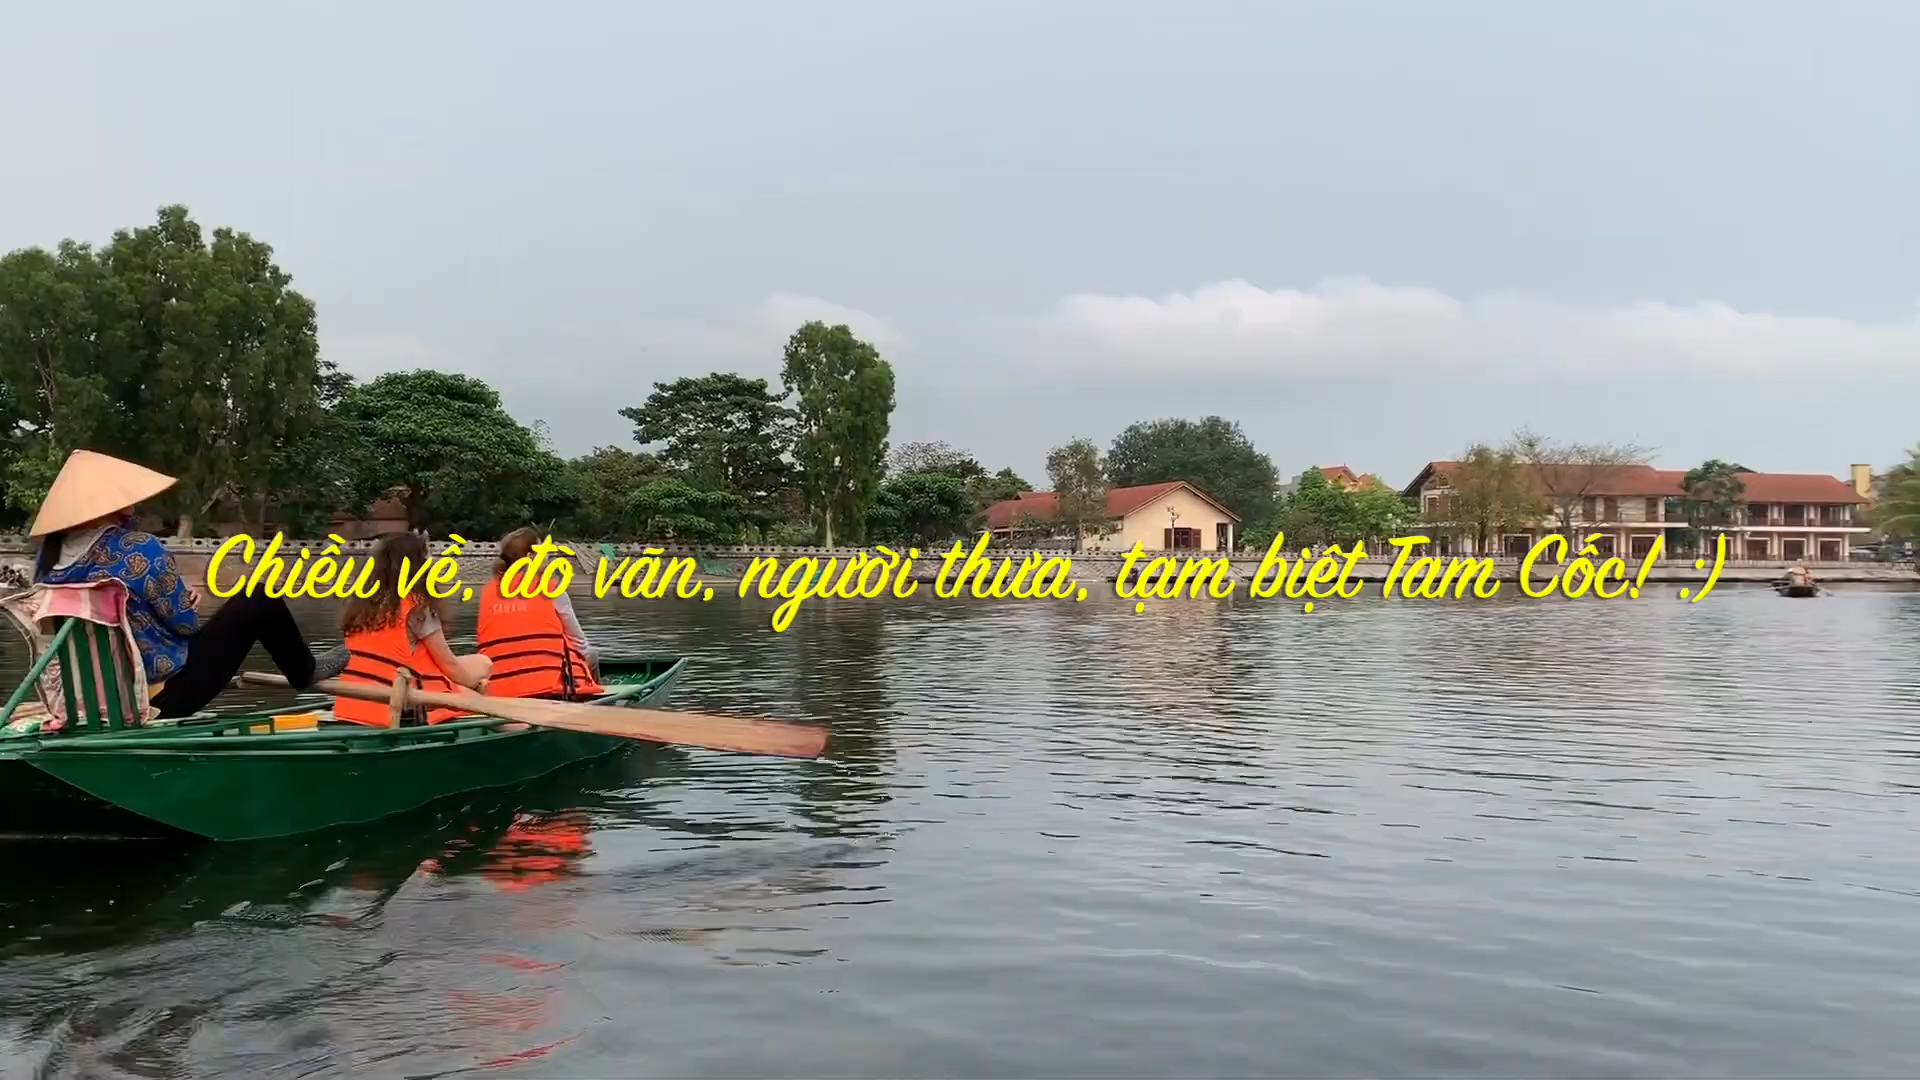 Chiều về, đò vãn, người thưa, tạm biệt Tam Cốc! :)